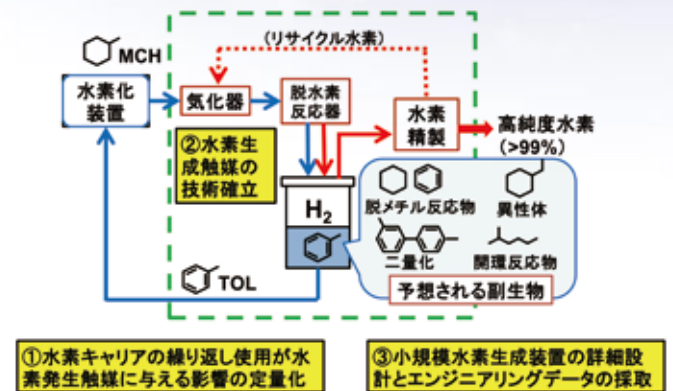 (リサイクル水素)
MCH
水素化
装置
気化器
脱水素
反応器
水素
精製
高純度水素
(>99%)
②水素生
成触媒の
技術確立
H2
脱メチル反応物
異性体
二量化
開環反応物
予想される副生物
TOL
①水素キャリアの繰り返し使用が水
素発生触媒に与える影響の定量化
③小規模水素生成装置の詳細設
計とエンジニアリングデータの採取